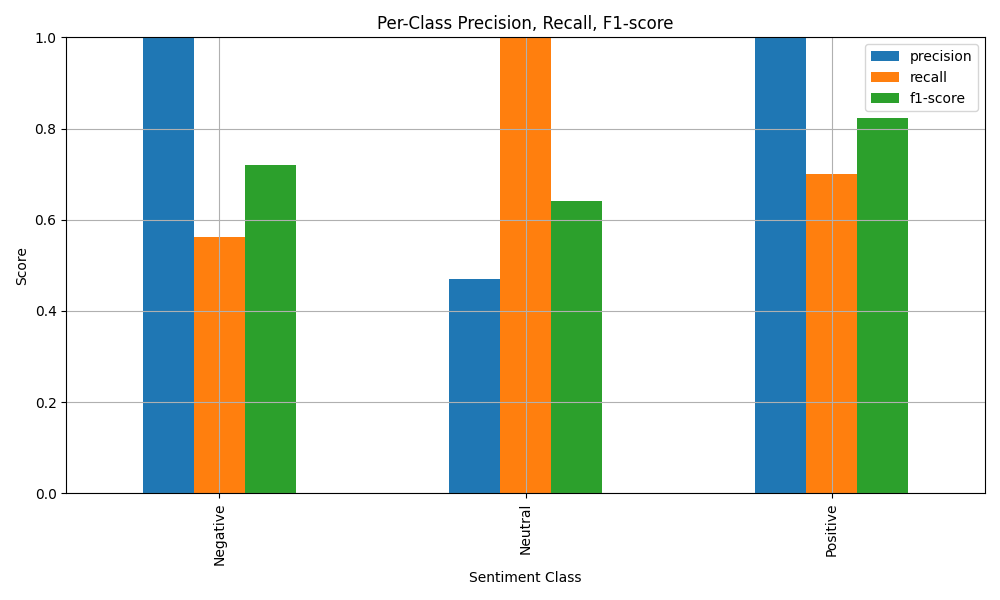 Per-Class Precision, Recall, F1-score
precision
recall
f1-score
1.0
0.8
0.6
0.4
0.2
0.0
Score
Negative
Neutral
Positive
Sentiment Class